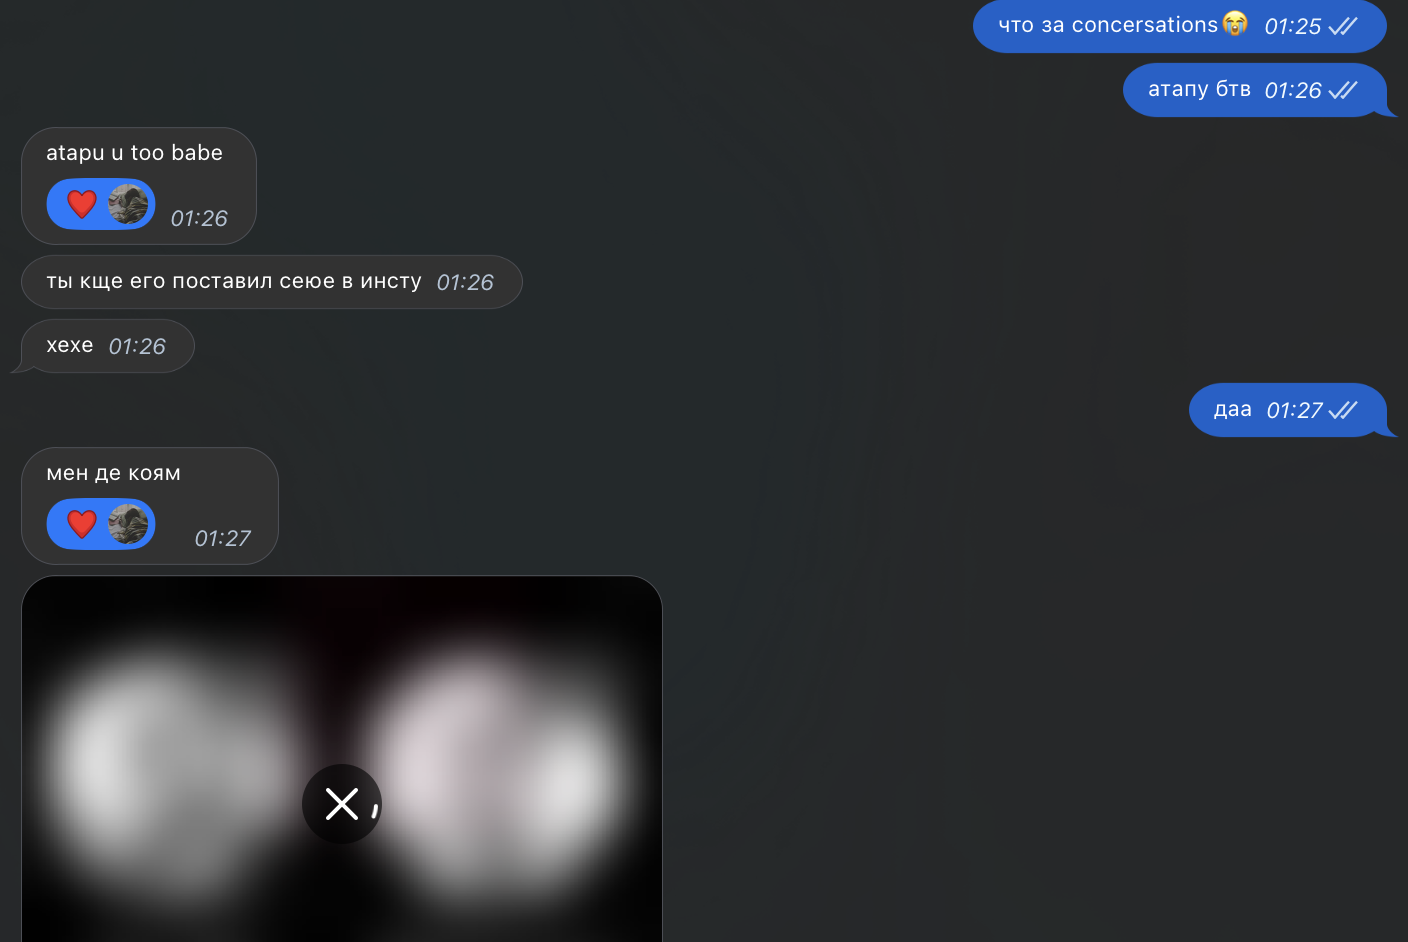 что за concersations😭 01:25
атапу бтв 01:26
atapu u too babe
❤️ 01:26
ты кще его поставил сеюе в инсту 01:26
хехе 01:26
даа 01:27
мен де коям
❤️ 01:27